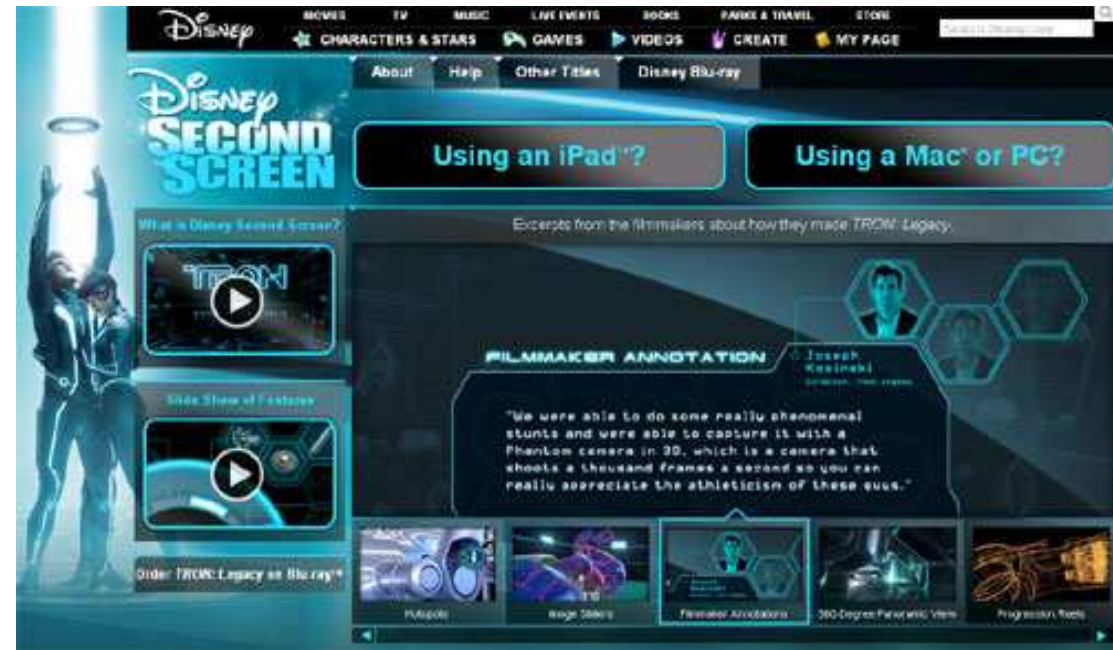 Disney
MOVIES TV MUSIC LIVE EVENTS BOOKS PARKS & TRAVEL STORE
CHARACTERS & STARS GAMES VIDEOS CREATE MY PAGE
About Help Other Titles Disney Blu-ray
Disney
SECOND
SCREEN
Using an iPad™?
Using a Mac® or PC?
What is Disney Second Screen?
Excerpts from the filmmakers about how they made TRON: Legacy.
TRON
FILMMAKER ANNOTATION
Joseph
Kosinski
Slide Show of Features
"We were able to do some really phenomenal
stunts and were able to capture it with a
Phantom camera in 3D, which is a camera that
shoots a thousand frames a second so you can
really appreciate the athleticism of these guys."
Order TRON: Legacy on Blu-ray™
Hotspots
Image Sliders
Filmmaker Annotations
360-Degree Panoramic View
Progression Reels